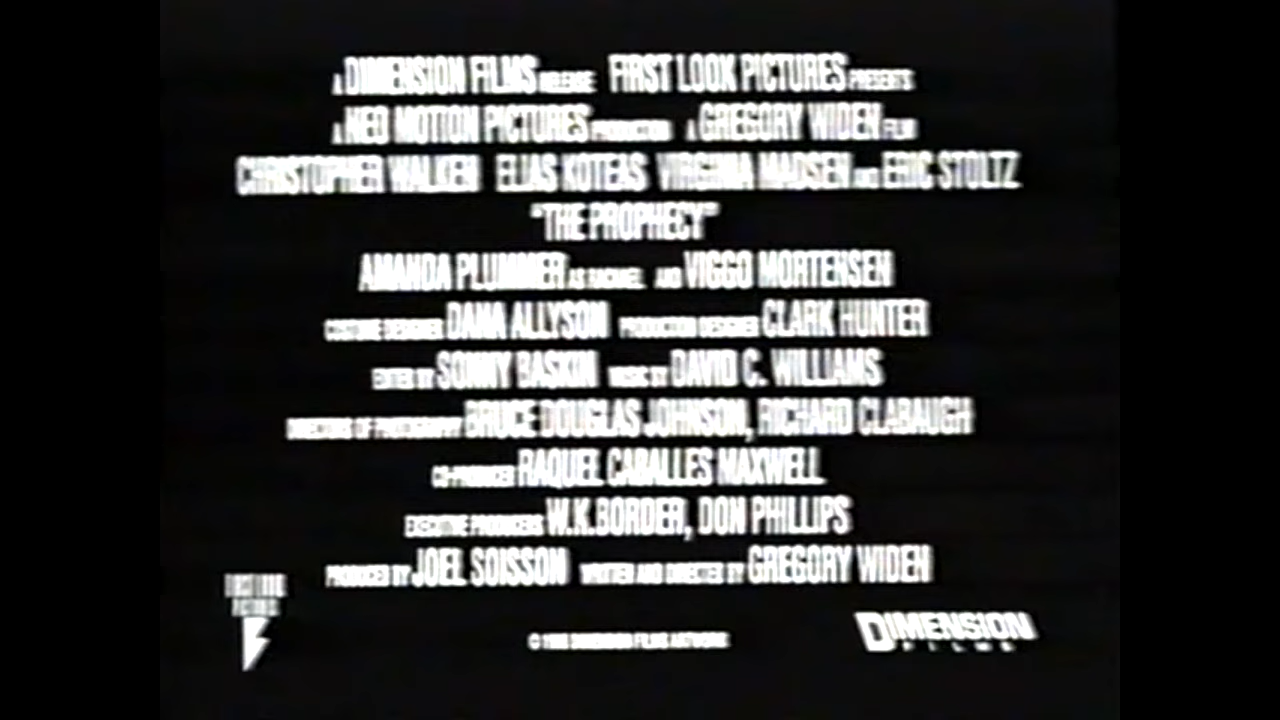 A DIMENSION FILMS RELEASE FIRST LOOK PICTURES PRESENTS
A NEO MOTION PICTURES PRODUCTION A GREGORY WIDEN FILM
CHRISTOPHER WALKEN ELIAS KOTEAS VIRGINIA MADSEN AND ERIC STOLTZ
"THE PROPHECY"
AMANDA PLUMMER AS RACHAEL AND VIGGO MORTENSEN
COSTUME DESIGNER DANA ALLYSON PRODUCTION DESIGNER CLARK HUNTER
EDITED BY SONNY BASKIN MUSIC BY DAVID C. WILLIAMS
DIRECTORS OF PHOTOGRAPHY BRUCE DOUGLAS JOHNSON, RICHARD CLABAUGH
CO-PRODUCER RAQUEL CABALLES MAXWELL
EXECUTIVE PRODUCERS W.K.BORDER, DON PHILLIPS
PRODUCED BY JOEL SOISSON WRITTEN AND DIRECTED BY GREGORY WIDEN
© DIMENSION FILMS ARTWORK
DIMENSION
FILMS